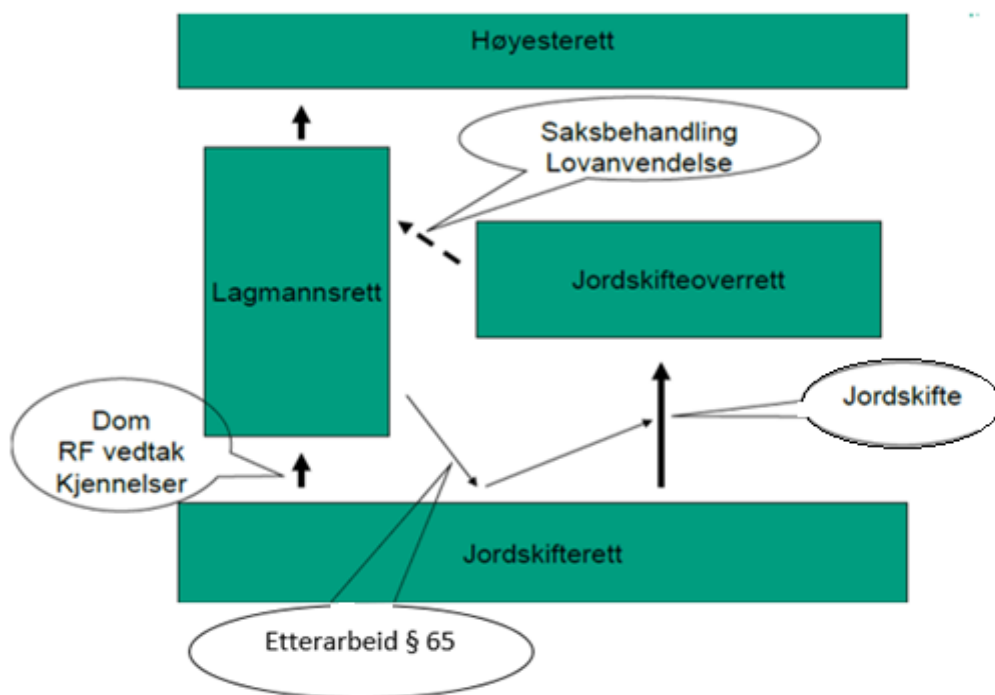 Høyesterett
Saksbehandling
Lovanvendelse
Lagmannsrett
Jordskifteoverrett
Jordskifte
Dom
RF vedtak
Kjennelser
Jordskifterett
Etterarbeid § 65